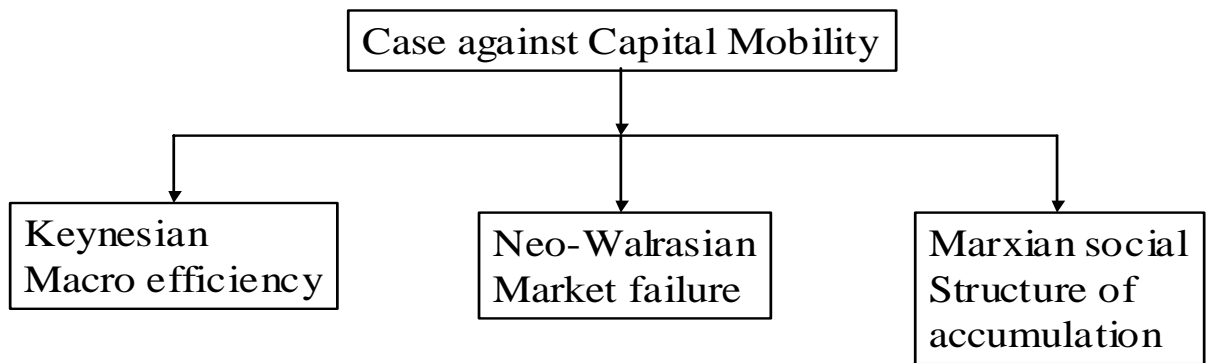 Case against Capital Mobility
Keynesian
Macro efficiency
Neo-Walrasian
Market failure
Marxian social
Structure of
accumulation